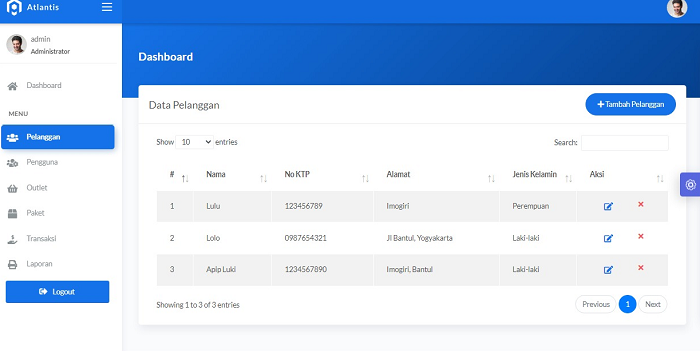 Atlantis
admin
Administrator
Dashboard
MENU
Pelanggan
Pengguna
Outlet
Paket
Transaksi
Laporan
Logout
Dashboard
Data Pelanggan
+Tambah Pelanggan
Show 10 entries
Search:
# Nama No KTP Alamat Jenis Kelamin Aksi
1 Lulu 123456789 Imogiri Perempuan
2 Lolo 0987654321 Jl Bantul, Yogyakarta Laki-laki
3 Apip Luki 1234567890 Imogiri, Bantul Laki-laki
Showing 1 to 3 of 3 entries
Previous 1 Next